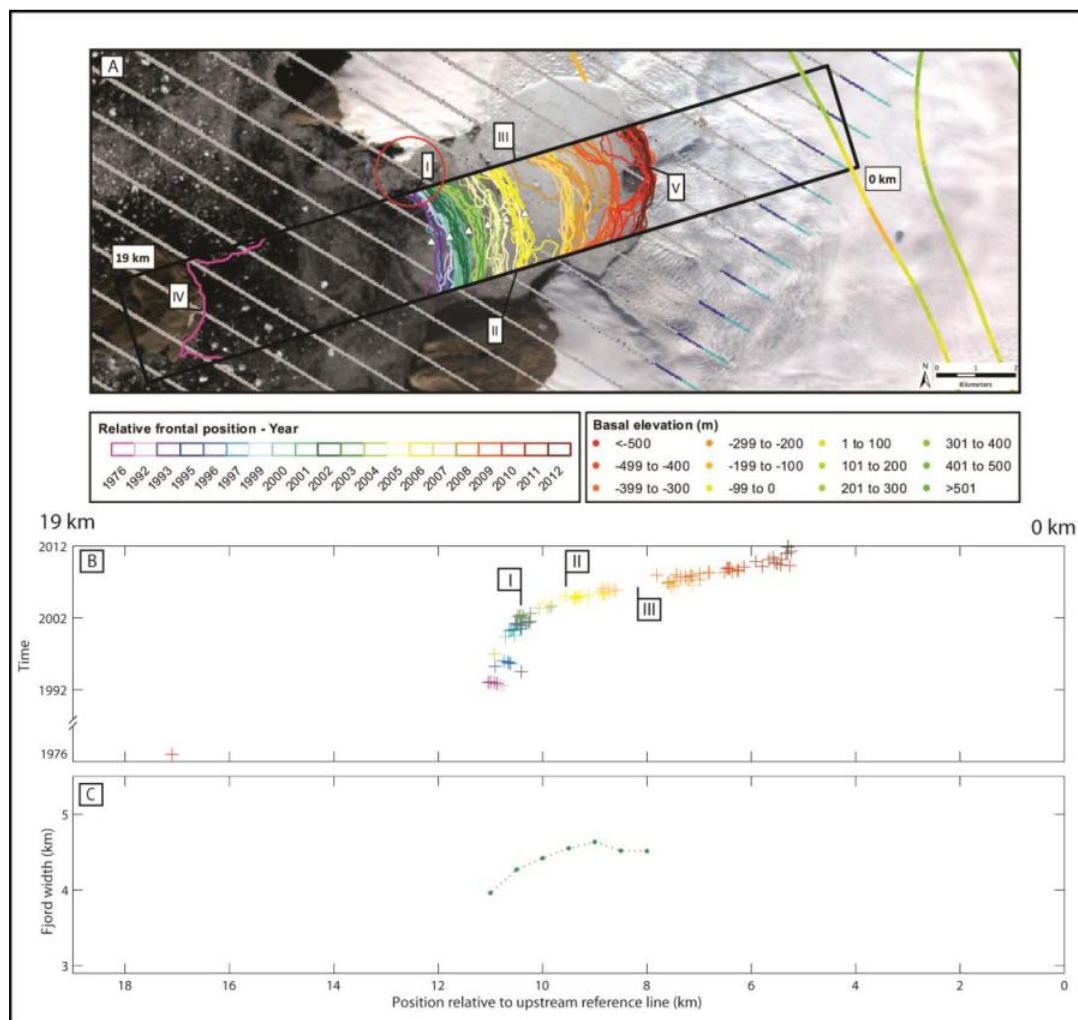 A
I
III
V
0 km
19 km
IV
II
N
0 1 2
Kilometers
Relative frontal position - Year
1976 1992 1993 1995 1996 1997 1999 2000 2001 2002 2003 2004 2005 2006 2007 2008 2009 2010 2011 2012
Basal elevation (m)
<-500 -299 to -200 1 to 100 301 to 400
-499 to -400 -199 to -100 101 to 200 401 to 500
-399 to -300 -99 to 0 201 to 300 >501
19 km 0 km
B
2012
2002
1992
1976
Time
I
II
III
C
5
4
3
Fjord width (km)
18 16 14 12 10 8 6 4 2 0
Position relative to upstream reference line (km)